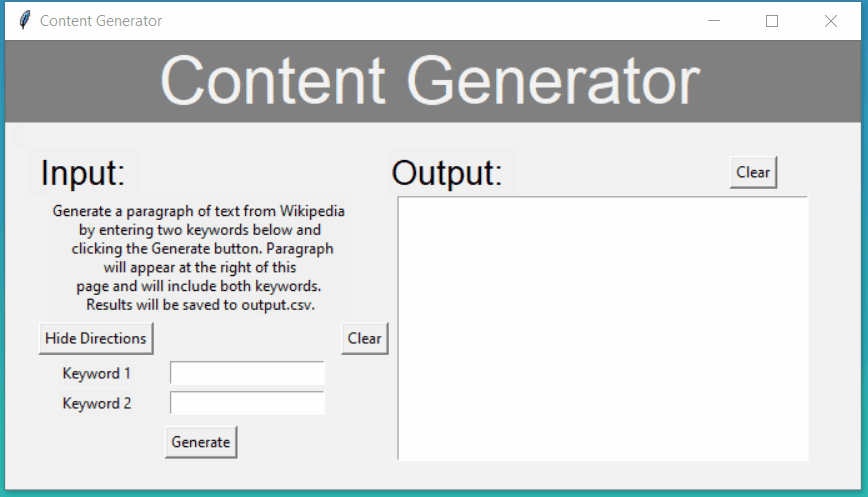 Content Generator
Content Generator
Input:
Generate a paragraph of text from Wikipedia
by entering two keywords below and
clicking the Generate button. Paragraph
will appear at the right of this
page and will include both keywords.
Results will be saved to output.csv.
Hide Directions
Clear
Keyword 1
Keyword 2
Generate
Output:
Clear